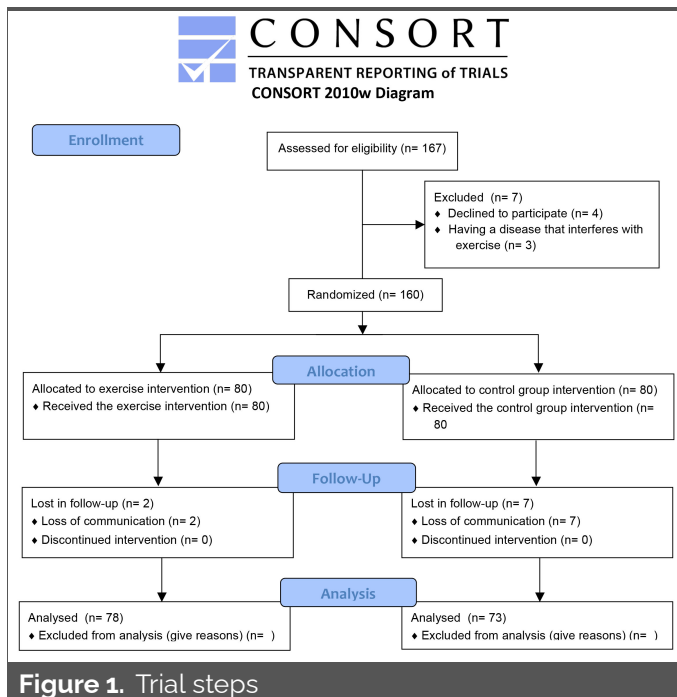 CONSORT
TRANSPARENT REPORTING of TRIALS
CONSORT 2010w Diagram
Enrollment
Assessed for eligibility (n= 167)
Excluded (n= 7)
♦ Declined to participate (n= 4)
♦ Having a disease that interferes with
exercise (n= 3)
Randomized (n= 160)
Allocation
Allocated to exercise intervention (n= 80)
♦ Received the exercise intervention (n= 80)
Allocated to control group intervention (n= 80)
♦ Received the control group intervention (n=
80
Follow-Up
Lost in follow-up (n= 2)
♦ Loss of communication (n= 2)
♦ Discontinued intervention (n= 0)
Lost in follow-up (n= 7)
♦ Loss of communication (n= 7)
♦ Discontinued intervention (n= 0)
Analysis
Analysed (n= 78)
♦ Excluded from analysis (give reasons) (n= )
Analysed (n= 73)
♦ Excluded from analysis (give reasons) (n= )
Figure 1. Trial steps